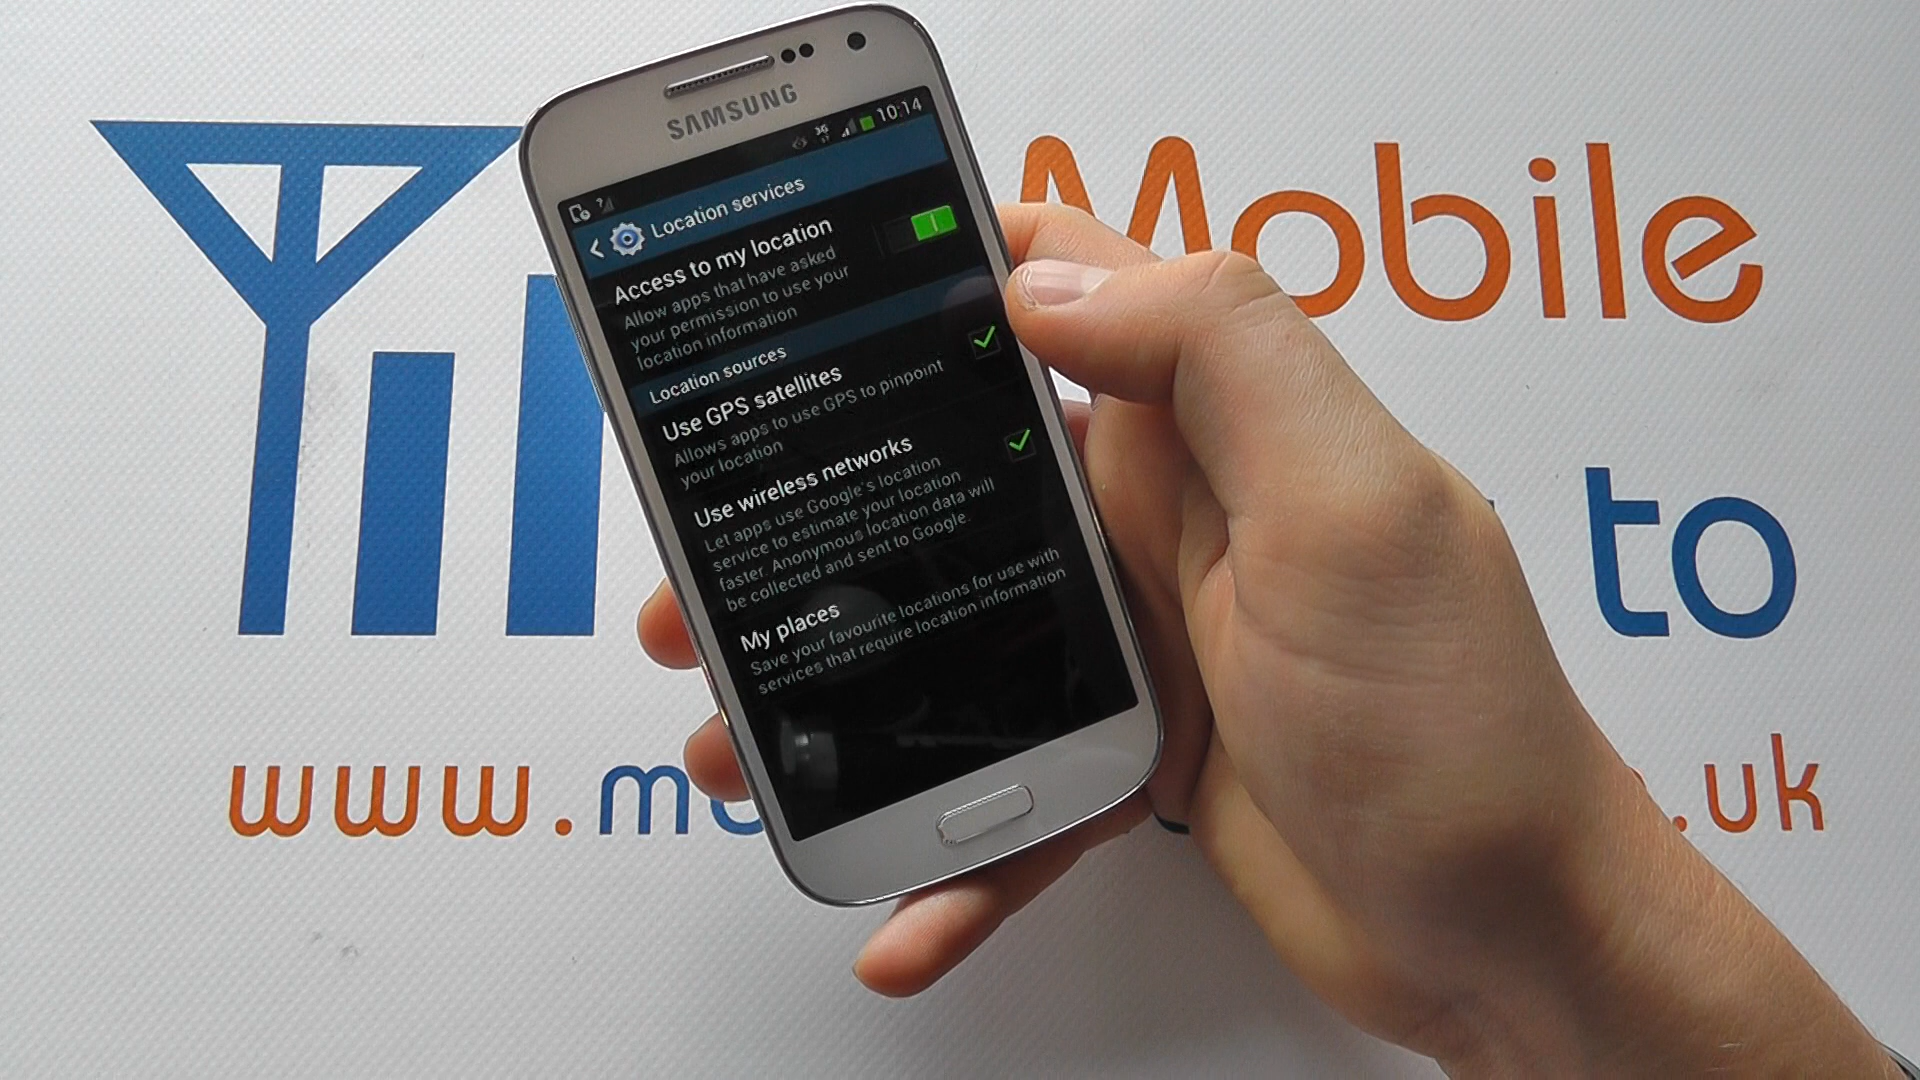 SAMSUNG
3G
10:14
Location services
Access to my location
Allow apps that have asked
your permission to use your
location information
Location sources
Use GPS satellites
Allows apps to use GPS to pinpoint
your location
Use wireless networks
Let apps use Google's location
service to estimate your location
faster. Anonymous location data will
be collected and sent to Google.
My places
Save your favourite locations for use with
services that require location information
Mobile
to
www.mo
.uk